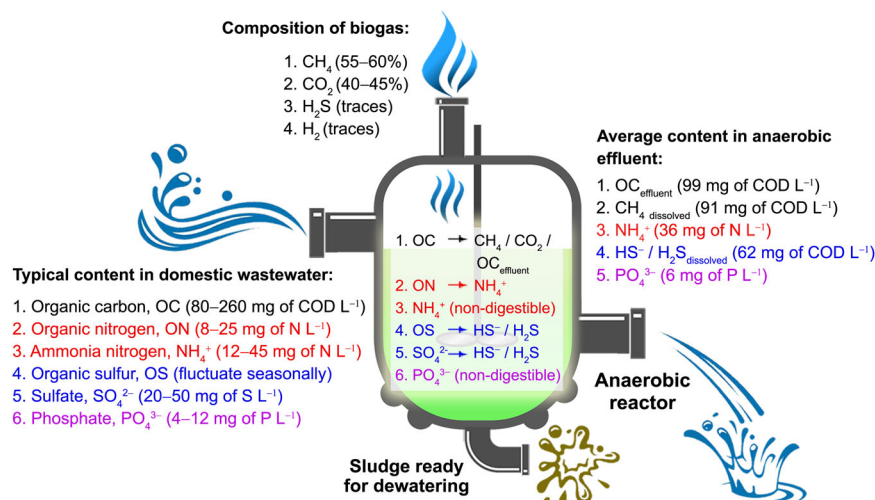 Composition of biogas:
1. CH₄ (55–60%)
2. CO₂ (40–45%)
3. H₂S (traces)
4. H₂ (traces)
Typical content in domestic wastewater:
1. Organic carbon, OC (80–260 mg of COD L⁻¹)
2. Organic nitrogen, ON (8–25 mg of N L⁻¹)
3. Ammonia nitrogen, NH₄⁺ (12–45 mg of N L⁻¹)
4. Organic sulfur, OS (fluctuate seasonally)
5. Sulfate, SO₄²⁻ (20–50 mg of S L⁻¹)
6. Phosphate, PO₄³⁻ (4–12 mg of P L⁻¹)
1. OC → CH₄ / CO₂ /
OC effluent
2. ON → NH₄⁺
3. NH₄⁺ (non-digestible)
4. OS → HS⁻ / H₂S
5. SO₄²⁻ → HS⁻ / H₂S
6. PO₄³⁻ (non-digestible)
Average content in anaerobic
effluent:
1. OC effluent (99 mg of COD L⁻¹)
2. CH₄ dissolved (91 mg of COD L⁻¹)
3. NH₄⁺ (36 mg of N L⁻¹)
4. HS⁻ / H₂S dissolved (62 mg of COD L⁻¹)
5. PO₄³⁻ (6 mg of P L⁻¹)
Anaerobic
reactor
Sludge ready
for dewatering